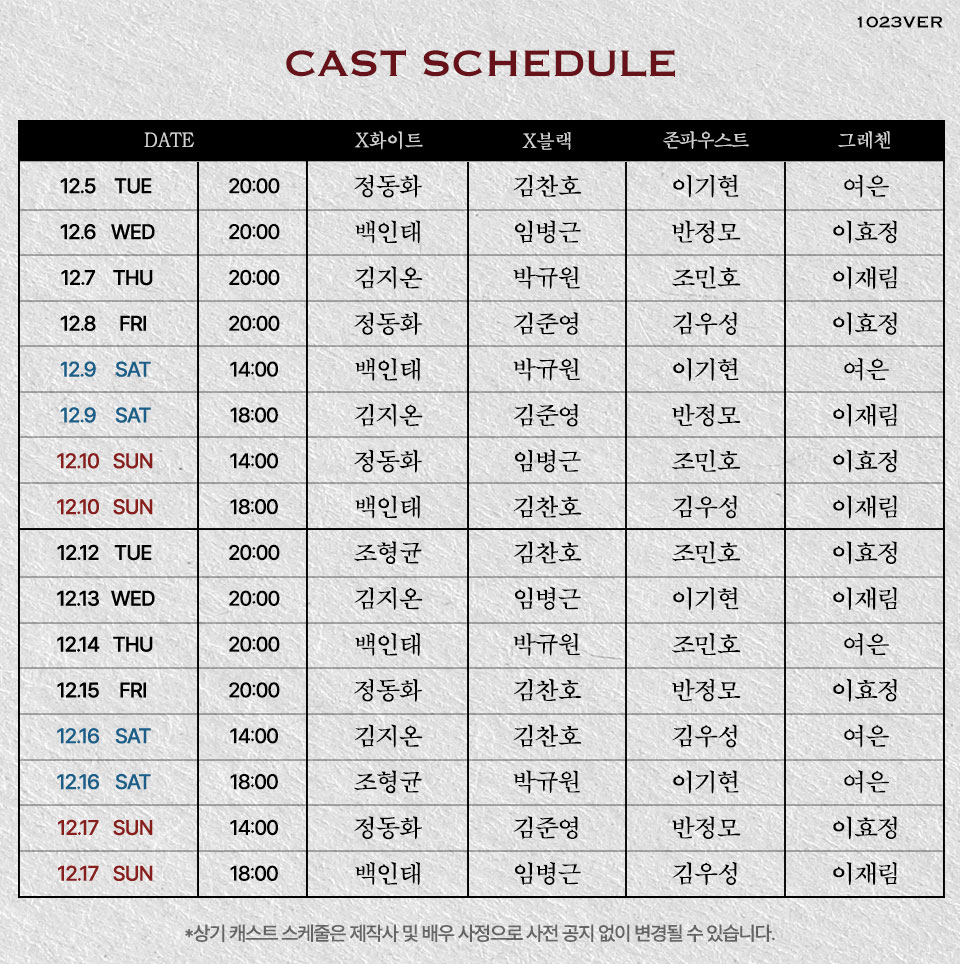 1023VER
CAST SCHEDULE
DATE X화이트 X블랙 존파우스트 그레첸
12.5 TUE 20:00 정동화 김찬호 이기현 여은
12.6 WED 20:00 백인태 임병근 반정모 이효정
12.7 THU 20:00 김지온 박규원 조민호 이재림
12.8 FRI 20:00 정동화 김준영 김우성 이효정
12.9 SAT 14:00 백인태 박규원 이기현 여은
12.9 SAT 18:00 김지온 김준영 반정모 이재림
12.10 SUN 14:00 정동화 임병근 조민호 이효정
12.10 SUN 18:00 백인태 김찬호 김우성 이재림
12.12 TUE 20:00 조형균 김찬호 조민호 이효정
12.13 WED 20:00 김지온 임병근 이기현 이재림
12.14 THU 20:00 백인태 박규원 조민호 여은
12.15 FRI 20:00 정동화 김찬호 반정모 이효정
12.16 SAT 14:00 김지온 김찬호 김우성 여은
12.16 SAT 18:00 조형균 박규원 이기현 여은
12.17 SUN 14:00 정동화 김준영 반정모 이효정
12.17 SUN 18:00 백인태 임병근 김우성 이재림
*상기 캐스트 스케줄은 제작사 및 배우 사정으로 사전 공지 없이 변경될 수 있습니다.